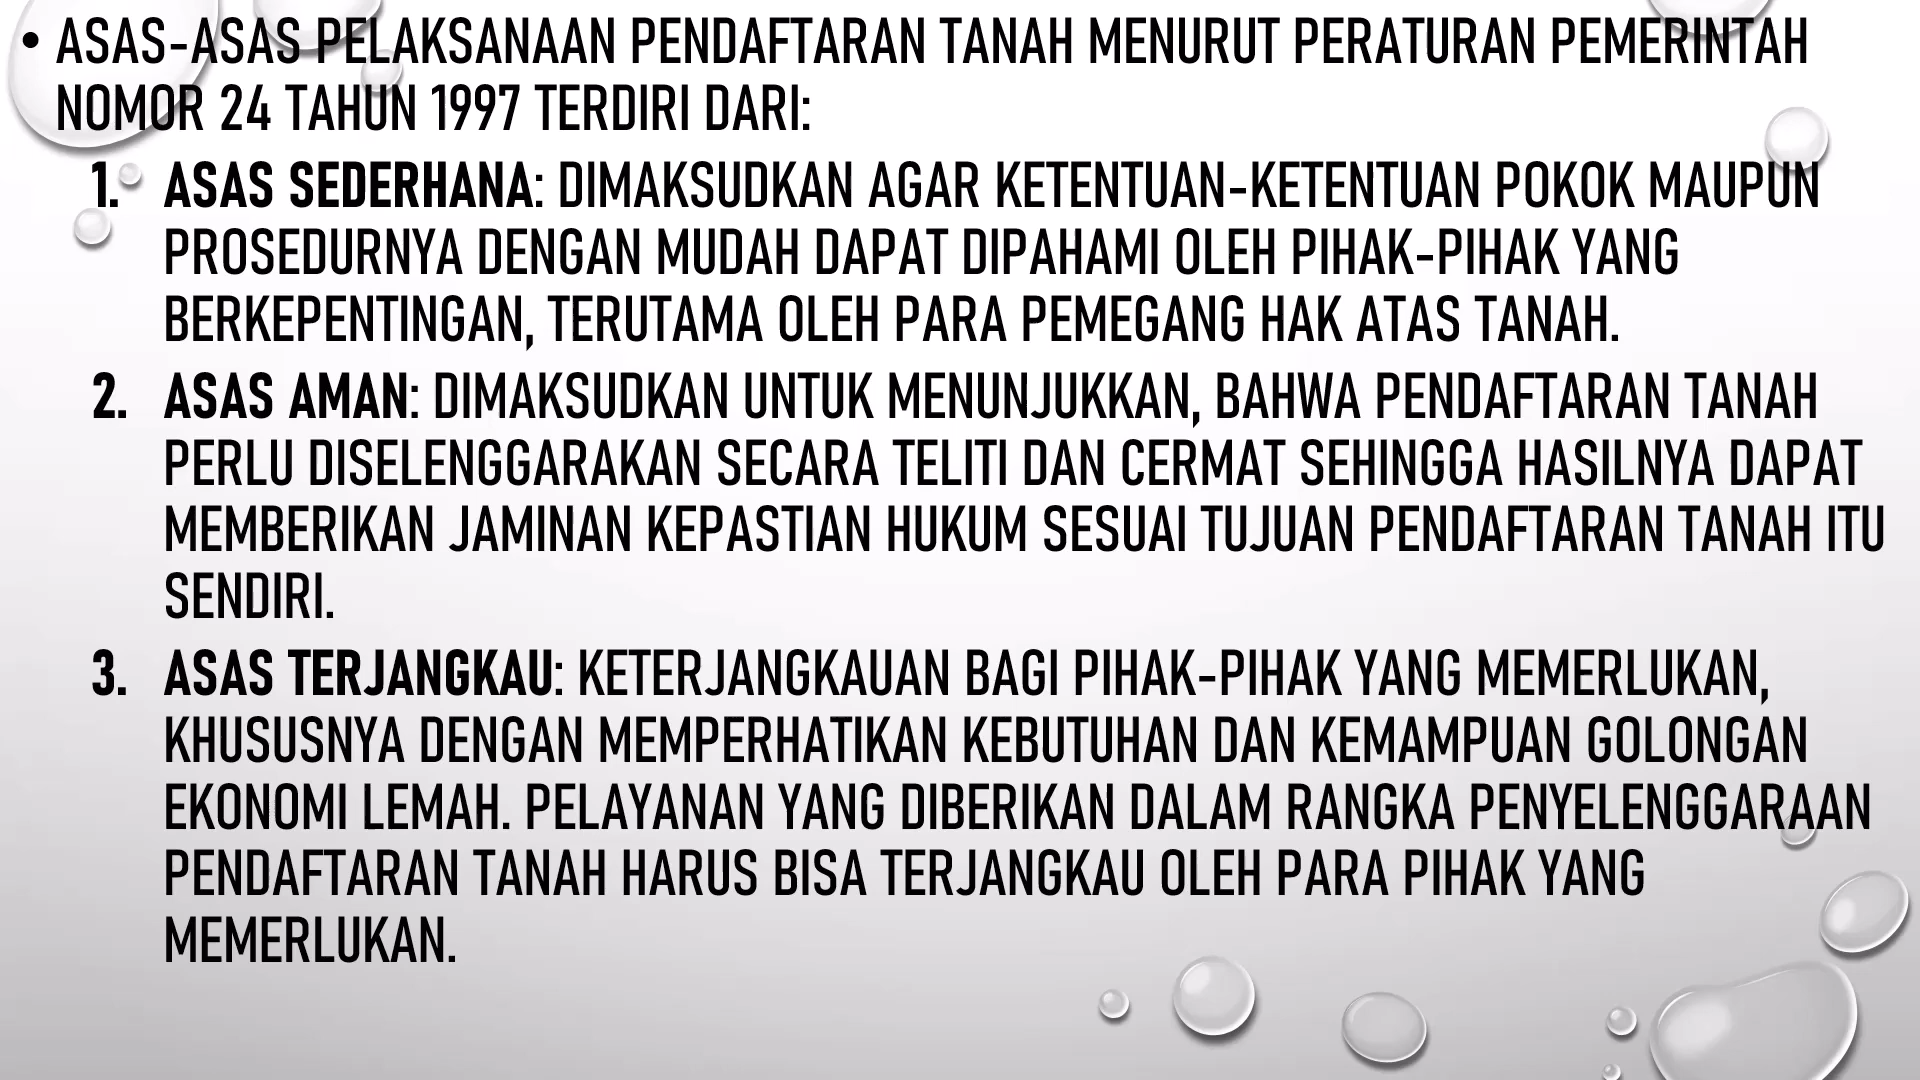 • ASAS-ASAS PELAKSANAAN PENDAFTARAN TANAH MENURUT PERATURAN PEMERINTAH
NOMOR 24 TAHUN 1997 TERDIRI DARI:
1. ASAS SEDERHANA: DIMAKSUDKAN AGAR KETENTUAN-KETENTUAN POKOK MAUPUN
PROSEDURNYA DENGAN MUDAH DAPAT DIPAHAMI OLEH PIHAK-PIHAK YANG
BERKEPENTINGAN, TERUTAMA OLEH PARA PEMEGANG HAK ATAS TANAH.
2. ASAS AMAN: DIMAKSUDKAN UNTUK MENUNJUKKAN, BAHWA PENDAFTARAN TANAH
PERLU DISELENGGARAKAN SECARA TELITI DAN CERMAT SEHINGGA HASILNYA DAPAT
MEMBERIKAN JAMINAN KEPASTIAN HUKUM SESUAI TUJUAN PENDAFTARAN TANAH ITU
SENDIRI.
3. ASAS TERJANGKAU: KETERJANGKAUAN BAGI PIHAK-PIHAK YANG MEMERLUKAN,
KHUSUSNYA DENGAN MEMPERHATIKAN KEBUTUHAN DAN KEMAMPUAN GOLONGAN
EKONOMI LEMAH. PELAYANAN YANG DIBERIKAN DALAM RANGKA PENYELENGGARAAN
PENDAFTARAN TANAH HARUS BISA TERJANGKAU OLEH PARA PIHAK YANG
MEMERLUKAN.